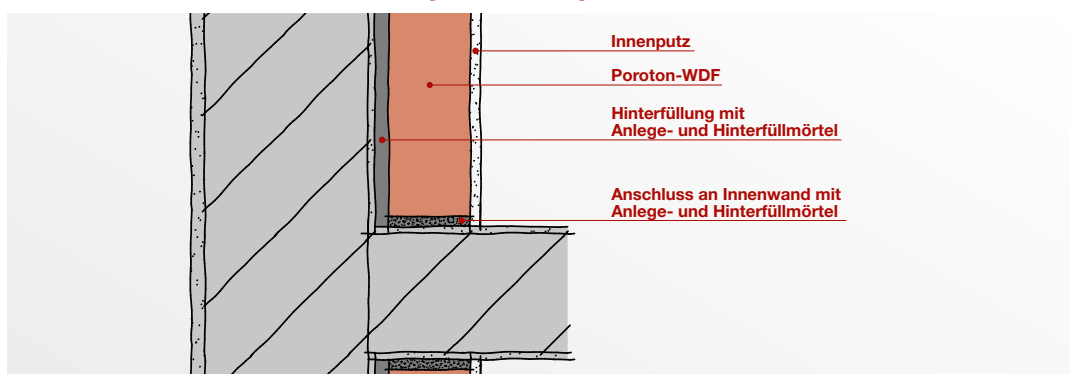 Innenputz
Poroton-WDF
Hinterfüllung mit
Anlege- und Hinterfüllmörtel
Anschluss an Innenwand mit
Anlege- und Hinterfüllmörtel